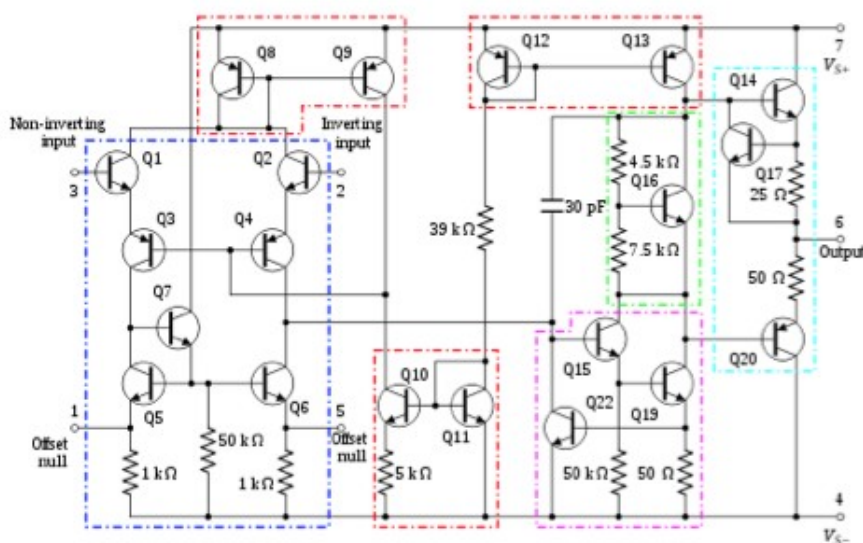 Q8
Q9
Q12
Q13
7
V_S+
Q14
Non-inverting
input
Inverting
input
Q1
Q2
3
2
4.5 kΩ
Q16
Q17
25 Ω
Q3
Q4
39 kΩ
30 pF
7.5 kΩ
6
Output
50 Ω
Q7
Q15
Q20
Q5
Q6
Q10
Q11
Q22
Q19
1
5
Offset
null
Offset
null
1 kΩ
50 kΩ
1 kΩ
5 kΩ
50 kΩ
50 Ω
4
V_S−